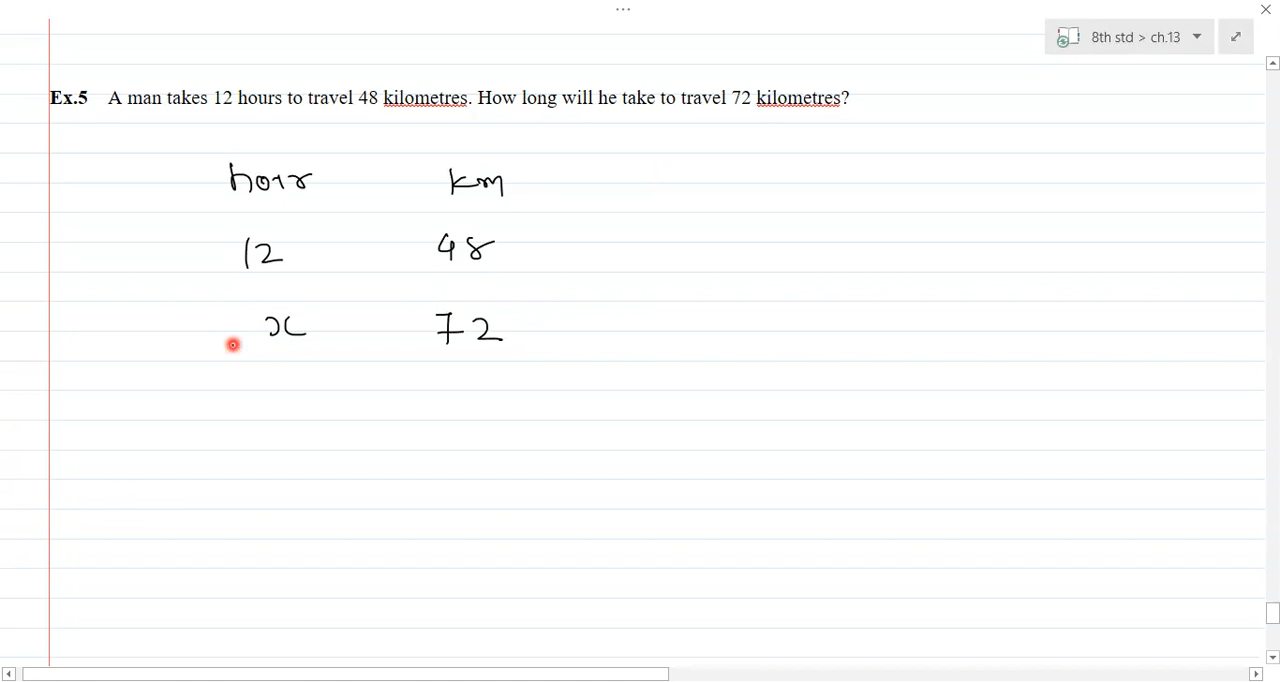 ...
8th std > ch.13
Ex.5 A man takes 12 hours to travel 48 kilometres. How long will he take to travel 72 kilometres?
hour km
12 48
x 72